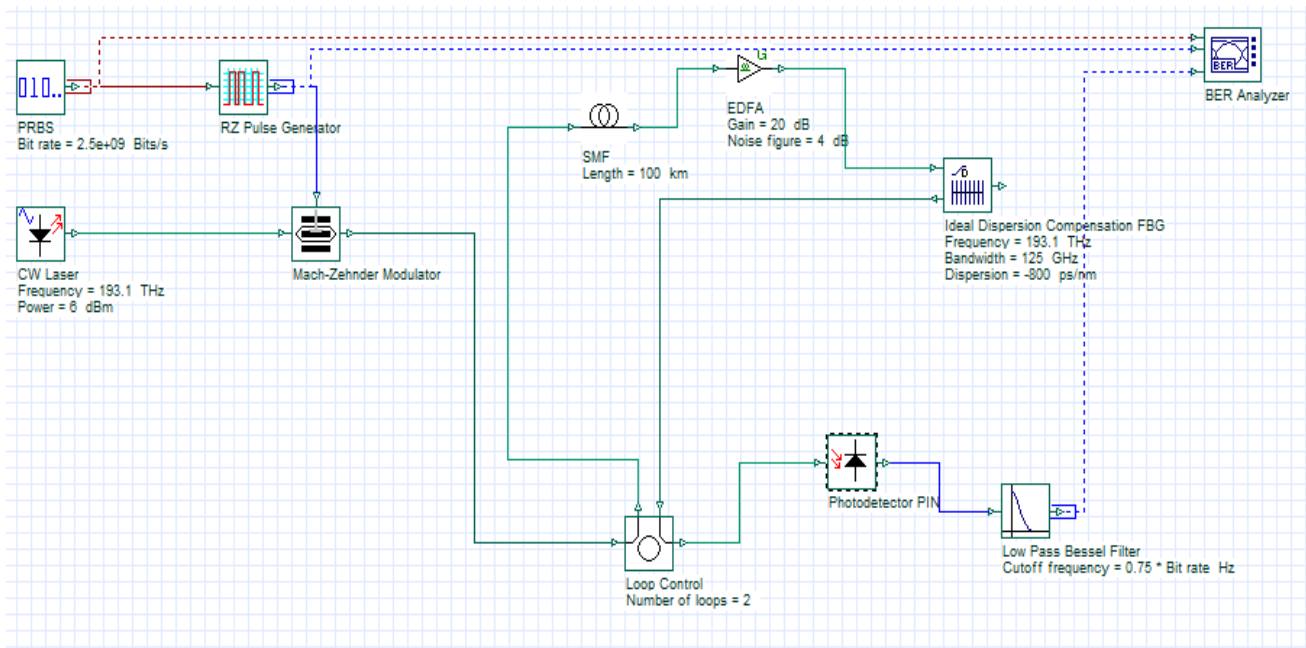 BER
BER Analyzer
G
010..
PRBS
Bit rate = 2.5e+09 Bits/s
RZ Pulse Generator
EDFA
Gain = 20 dB
Noise figure = 4 dB
SMF
Length = 100 km
D
Ideal Dispersion Compensation FBG
Frequency = 193.1 THz
Bandwidth = 125 GHz
Dispersion = -800 ps/nm
CW Laser
Frequency = 193.1 THz
Power = 6 dBm
Mach-Zehnder Modulator
Photodetector PIN
Low Pass Bessel Filter
Cutoff frequency = 0.75 * Bit rate Hz
Loop Control
Number of loops = 2